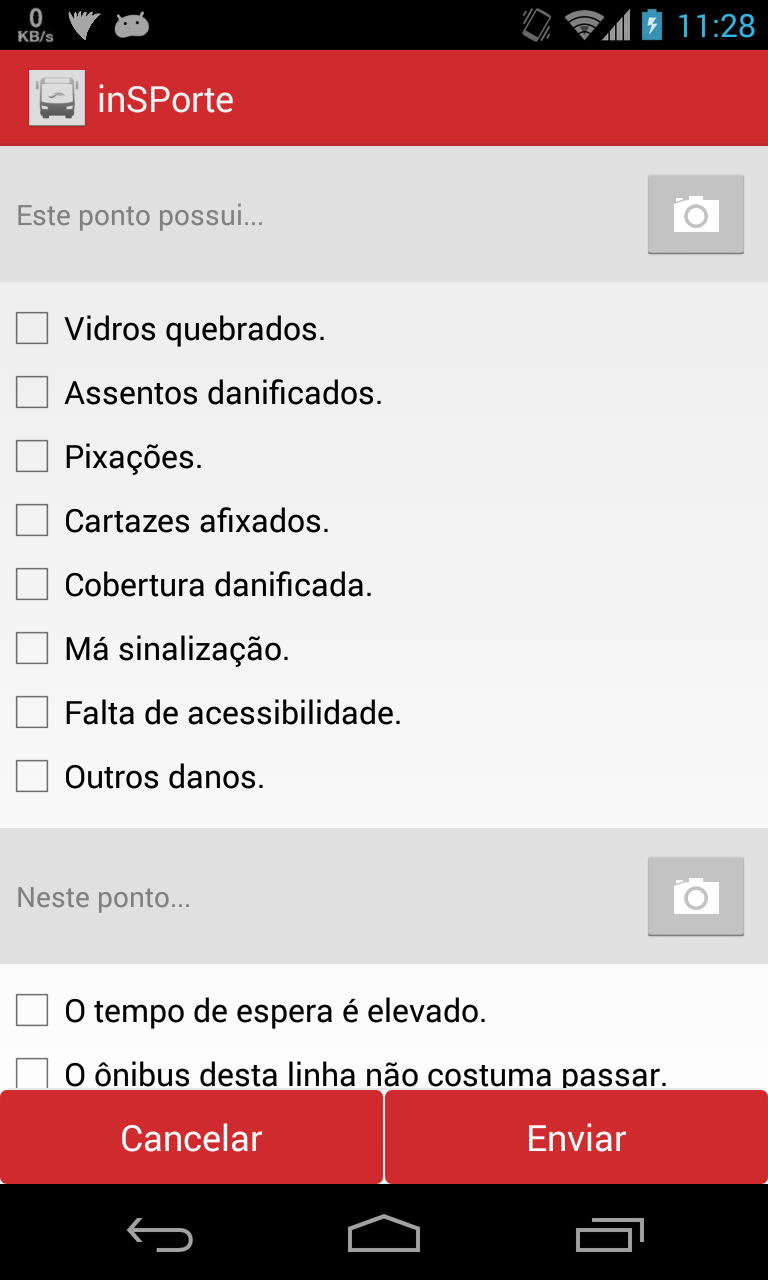 0
KB/s
11:28
inSPorte
Este ponto possui...
Vidros quebrados.
Assentos danificados.
Pixações.
Cartazes afixados.
Cobertura danificada.
Má sinalização.
Falta de acessibilidade.
Outros danos.
Neste ponto...
O tempo de espera é elevado.
O ônibus desta linha não costuma passar.
Cancelar
Enviar